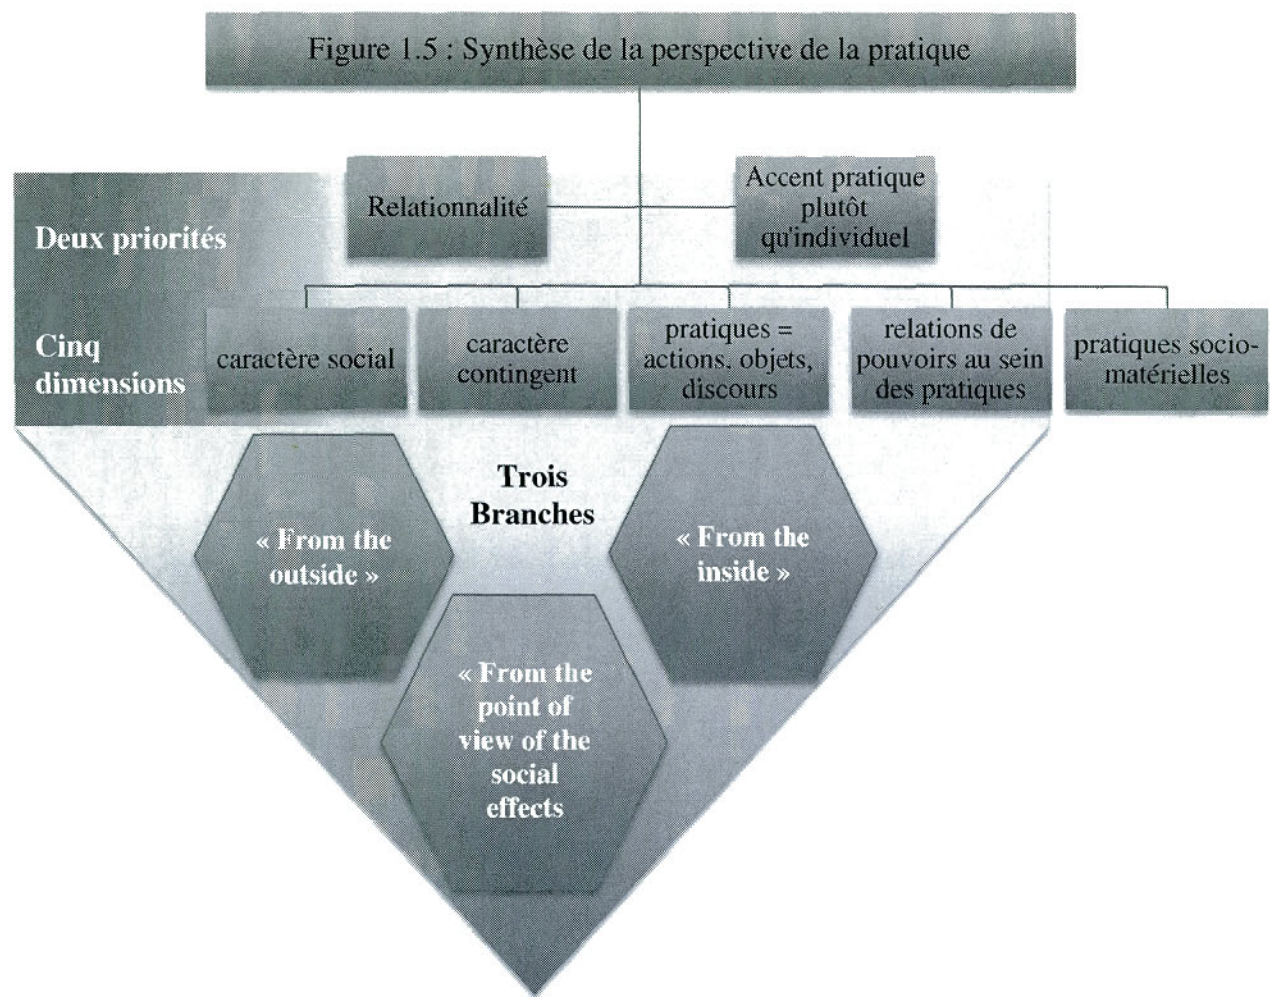 Figure 1.5 : Synthèse de la perspective de la pratique
Deux priorités
Relationnalité
Accent pratique
plutôt
qu'individuel
Cinq
dimensions
caractère social
caractère
contingent
pratiques =
actions, objets,
discours
relations de
pouvoirs au sein
des pratiques
pratiques socio-
matérielles
Trois
Branches
« From the
outside »
« From the
inside »
« From the
point of
view of the
social
effects